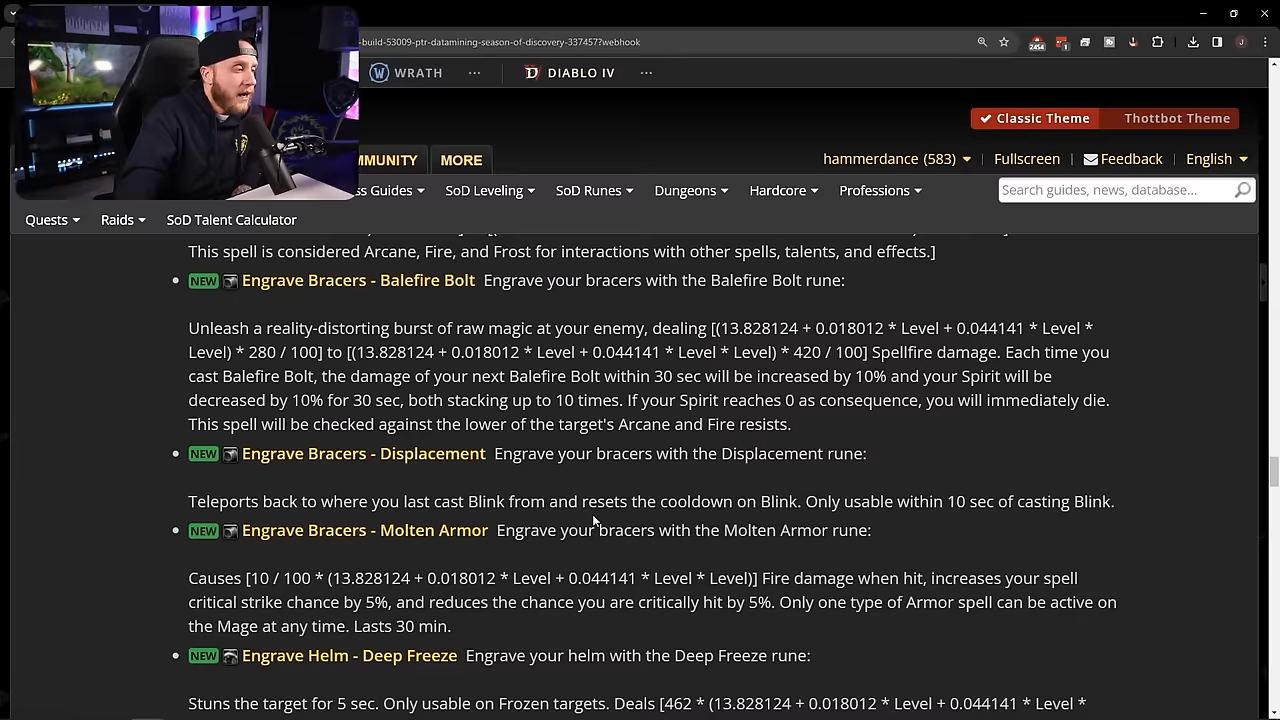 -build-53009-ptr-datamining-season-of-discovery-337457?webhook
2454
1
J
WRATH ··· DIABLO IV ···
Classic Theme Thottbot Theme
MMUNITY MORE
hammerdance (583) Fullscreen Feedback English
ss Guides SoD Leveling SoD Runes Dungeons Hardcore Professions
Search guides, news, database...
Quests Raids SoD Talent Calculator
This spell is considered Arcane, Fire, and Frost for interactions with other spells, talents, and effects.]
• NEW Engrave Bracers - Balefire Bolt Engrave your bracers with the Balefire Bolt rune:
Unleash a reality-distorting burst of raw magic at your enemy, dealing [(13.828124 + 0.018012 * Level + 0.044141 * Level *
Level) * 280 / 100] to [(13.828124 + 0.018012 * Level + 0.044141 * Level * Level) * 420 / 100] Spellfire damage. Each time you
cast Balefire Bolt, the damage of your next Balefire Bolt within 30 sec will be increased by 10% and your Spirit will be
decreased by 10% for 30 sec, both stacking up to 10 times. If your Spirit reaches 0 as consequence, you will immediately die.
This spell will be checked against the lower of the target's Arcane and Fire resists.
• NEW Engrave Bracers - Displacement Engrave your bracers with the Displacement rune:
Teleports back to where you last cast Blink from and resets the cooldown on Blink. Only usable within 10 sec of casting Blink.
• NEW Engrave Bracers - Molten Armor Engrave your bracers with the Molten Armor rune:
Causes [10 / 100 * (13.828124 + 0.018012 * Level + 0.044141 * Level * Level)] Fire damage when hit, increases your spell
critical strike chance by 5%, and reduces the chance you are critically hit by 5%. Only one type of Armor spell can be active on
the Mage at any time. Lasts 30 min.
• NEW Engrave Helm - Deep Freeze Engrave your helm with the Deep Freeze rune:
Stuns the target for 5 sec. Only usable on Frozen targets. Deals [462 * (13.828124 + 0.018012 * Level + 0.044141 * Level *